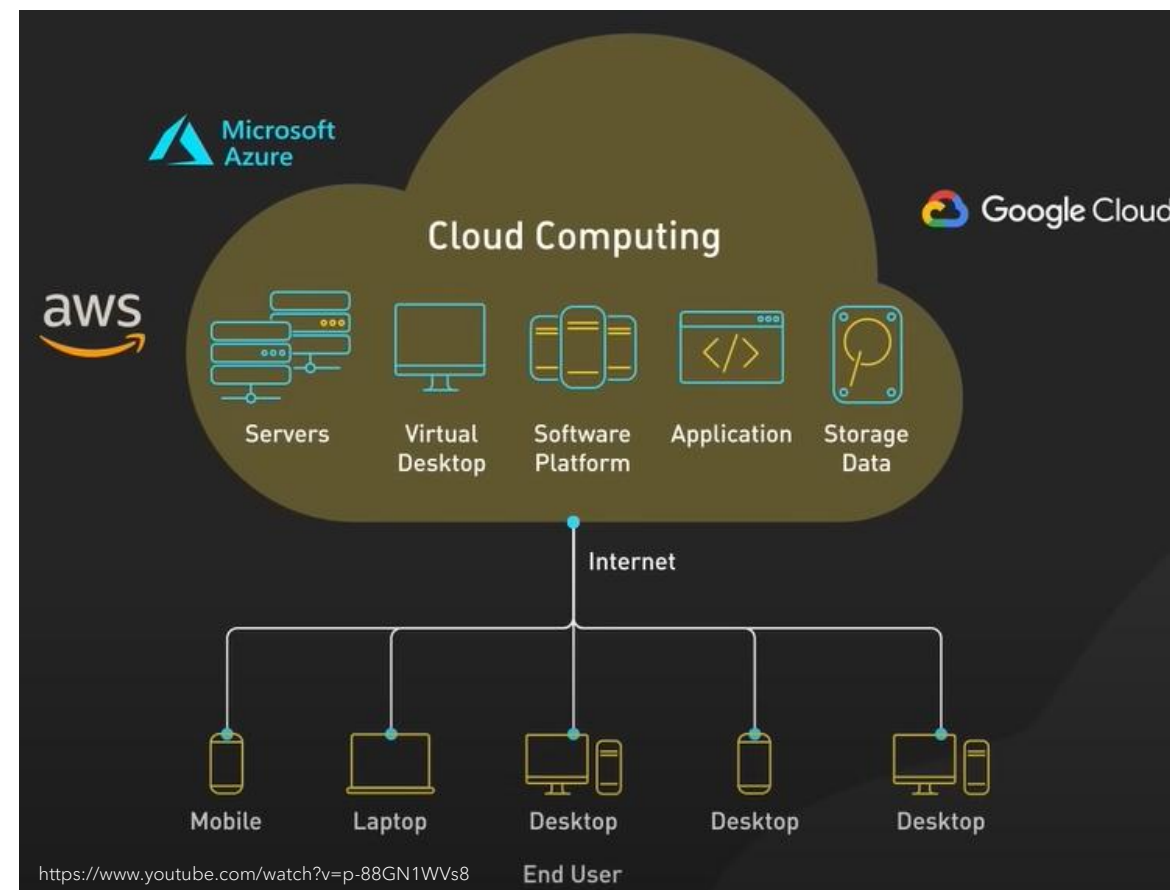 Microsoft
Azure
Google Cloud
Cloud Computing
aws
Servers
Virtual
Desktop
Software
Platform
Application
Storage
Data
Internet
Mobile
Laptop
Desktop
Desktop
Desktop
https://www.youtube.com/watch?v=p-88GN1WVs8
End User